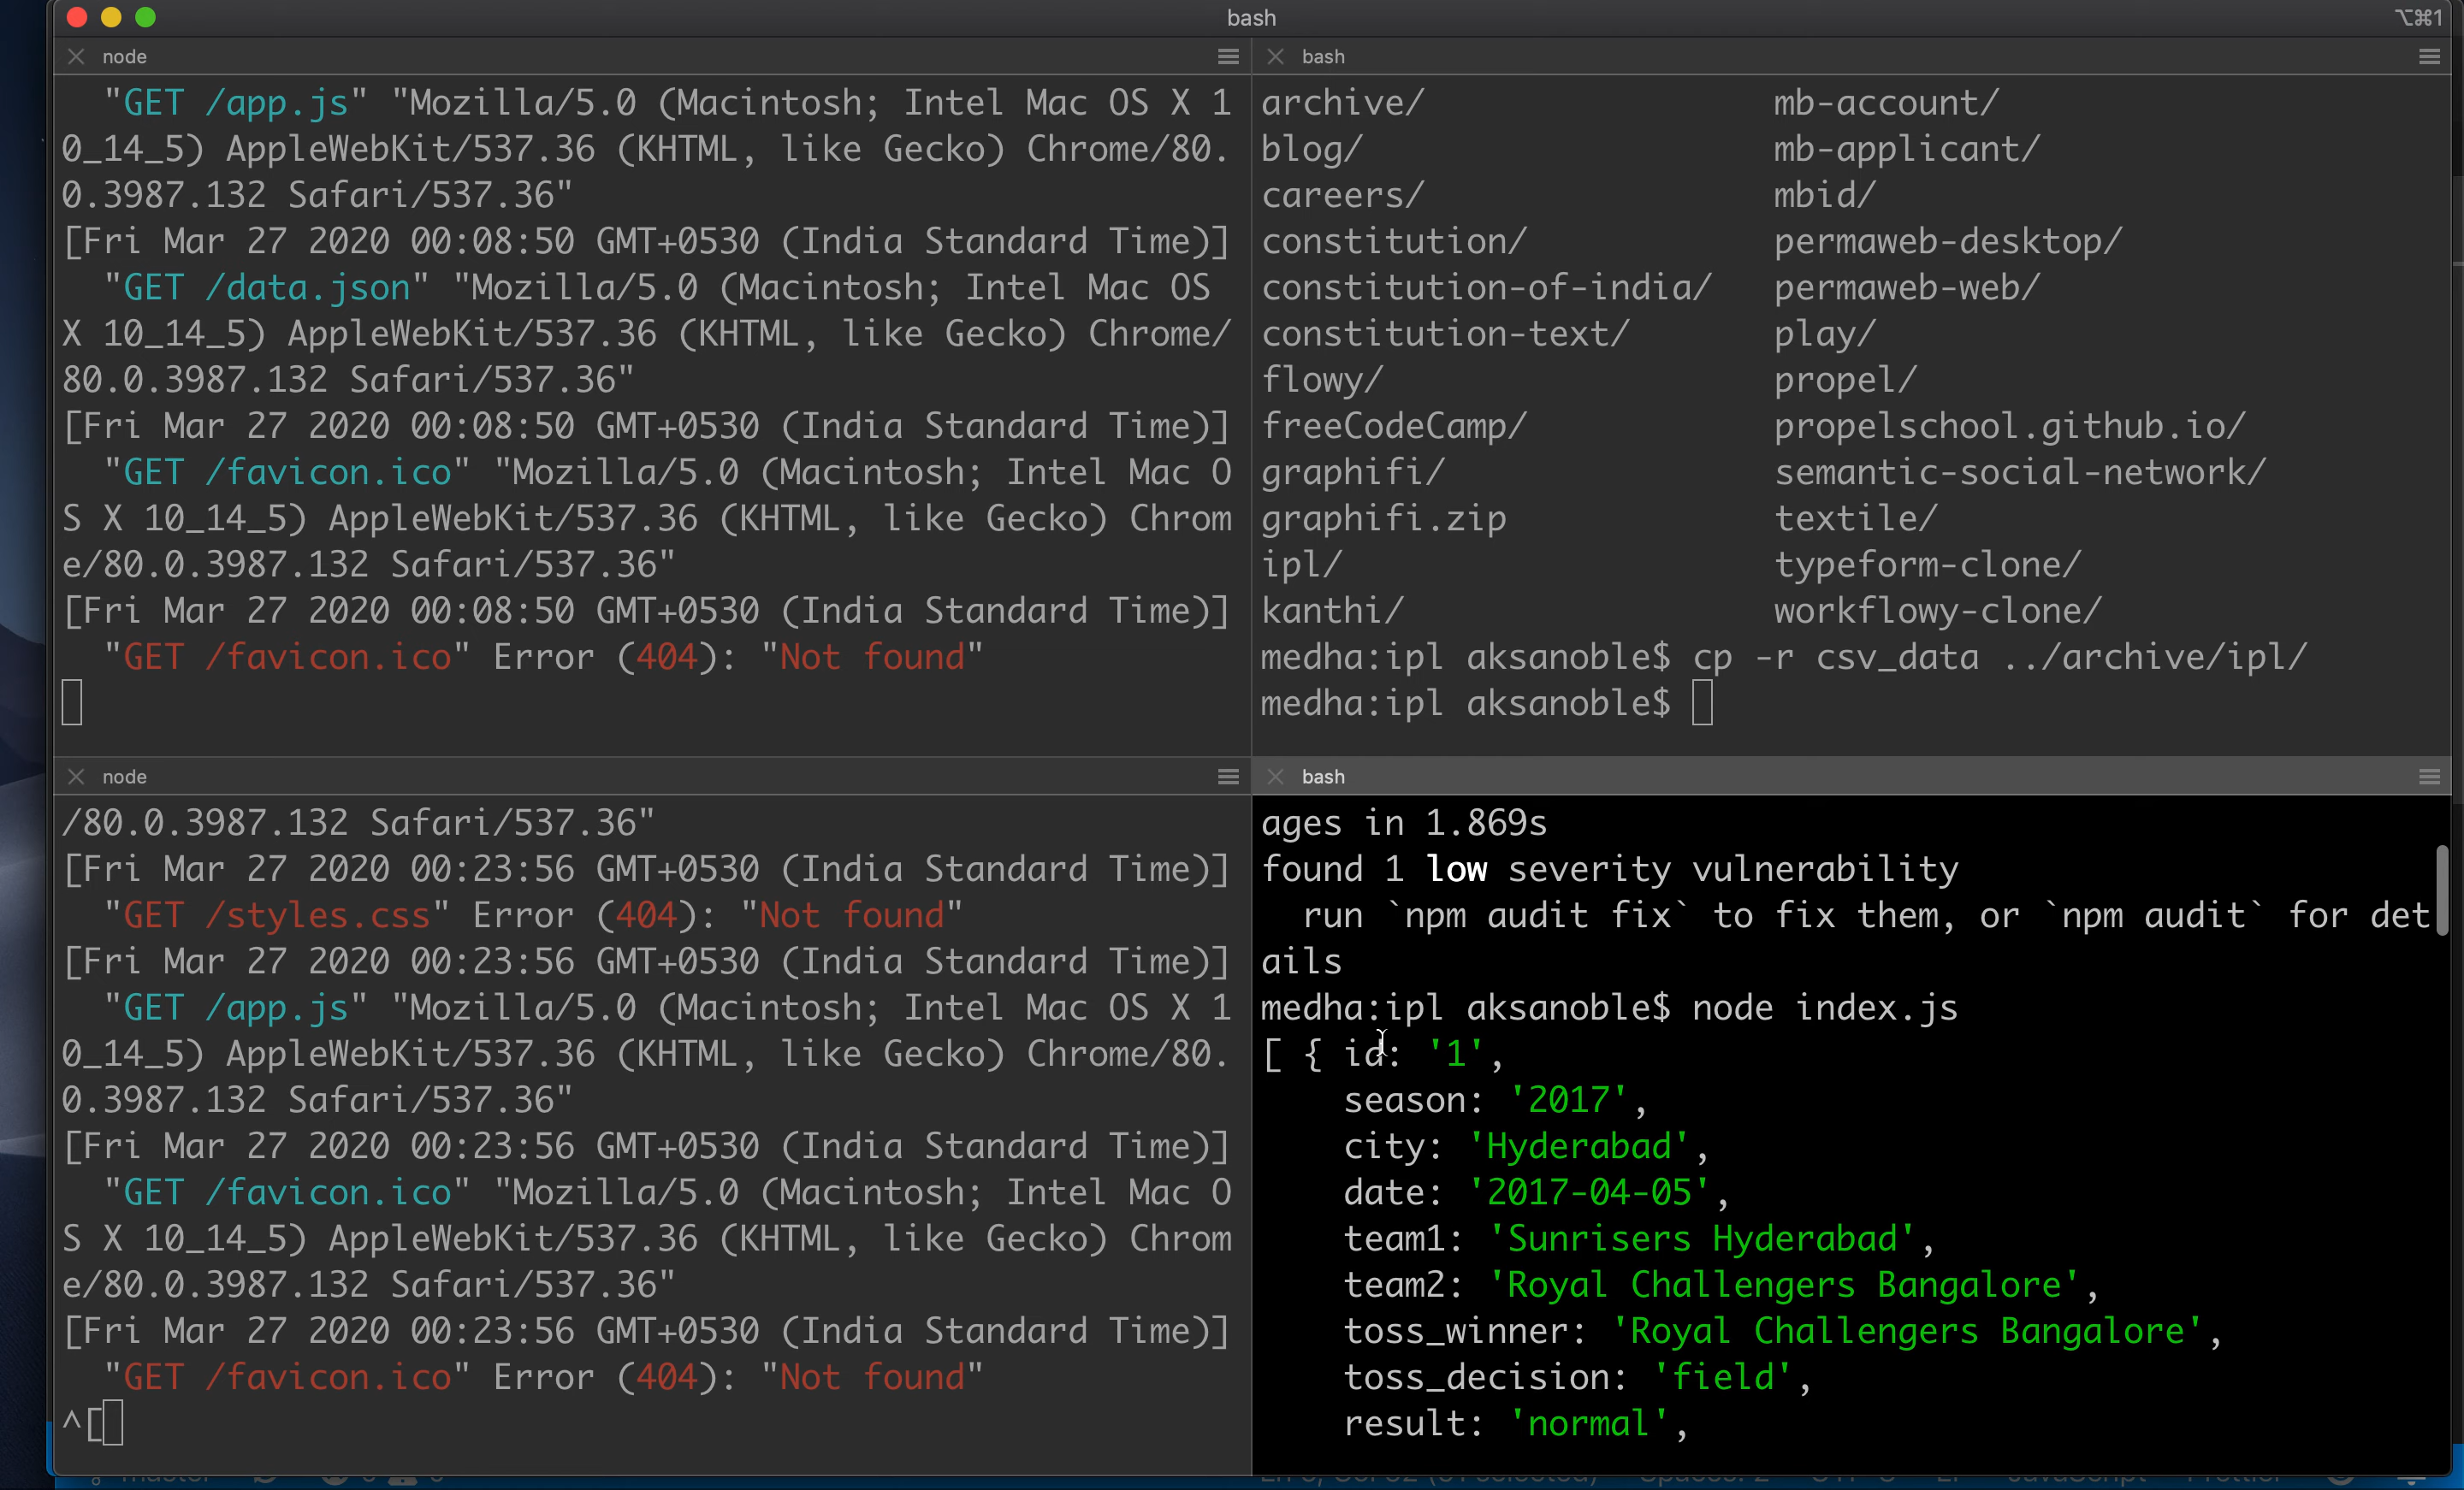 bash
⌥⌘1
node
"GET /app.js" "Mozilla/5.0 (Macintosh; Intel Mac OS X 1
0_14_5) AppleWebKit/537.36 (KHTML, like Gecko) Chrome/80.
0.3987.132 Safari/537.36"
[Fri Mar 27 2020 00:08:50 GMT+0530 (India Standard Time)]
"GET /data.json" "Mozilla/5.0 (Macintosh; Intel Mac OS
X 10_14_5) AppleWebKit/537.36 (KHTML, like Gecko) Chrome/
80.0.3987.132 Safari/537.36"
[Fri Mar 27 2020 00:08:50 GMT+0530 (India Standard Time)]
"GET /favicon.ico" "Mozilla/5.0 (Macintosh; Intel Mac O
S X 10_14_5) AppleWebKit/537.36 (KHTML, like Gecko) Chrom
e/80.0.3987.132 Safari/537.36"
[Fri Mar 27 2020 00:08:50 GMT+0530 (India Standard Time)]
"GET /favicon.ico" Error (404): "Not found"
bash
archive/ mb-account/
blog/ mb-applicant/
careers/ mbid/
constitution/ permaweb-desktop/
constitution-of-india/ permaweb-web/
constitution-text/ play/
flowy/ propel/
freeCodeCamp/ propelschool.github.io/
graphifi/ semantic-social-network/
graphifi.zip textile/
ipl/ typeform-clone/
kanthi/ workflowy-clone/
medha:ipl aksanoble$ cp -r csv_data ../archive/ipl/
medha:ipl aksanoble$
node
/80.0.3987.132 Safari/537.36"
[Fri Mar 27 2020 00:23:56 GMT+0530 (India Standard Time)]
"GET /styles.css" Error (404): "Not found"
[Fri Mar 27 2020 00:23:56 GMT+0530 (India Standard Time)]
"GET /app.js" "Mozilla/5.0 (Macintosh; Intel Mac OS X 1
0_14_5) AppleWebKit/537.36 (KHTML, like Gecko) Chrome/80.
0.3987.132 Safari/537.36"
[Fri Mar 27 2020 00:23:56 GMT+0530 (India Standard Time)]
"GET /favicon.ico" "Mozilla/5.0 (Macintosh; Intel Mac O
S X 10_14_5) AppleWebKit/537.36 (KHTML, like Gecko) Chrom
e/80.0.3987.132 Safari/537.36"
[Fri Mar 27 2020 00:23:56 GMT+0530 (India Standard Time)]
"GET /favicon.ico" Error (404): "Not found"
^[
bash
ages in 1.869s
found 1 low severity vulnerability
run `npm audit fix` to fix them, or `npm audit` for det
ails
medha:ipl aksanoble$ node index.js
[ { id: '1',
season: '2017',
city: 'Hyderabad',
date: '2017-04-05',
team1: 'Sunrisers Hyderabad',
team2: 'Royal Challengers Bangalore',
toss_winner: 'Royal Challengers Bangalore',
toss_decision: 'field',
result: 'normal',